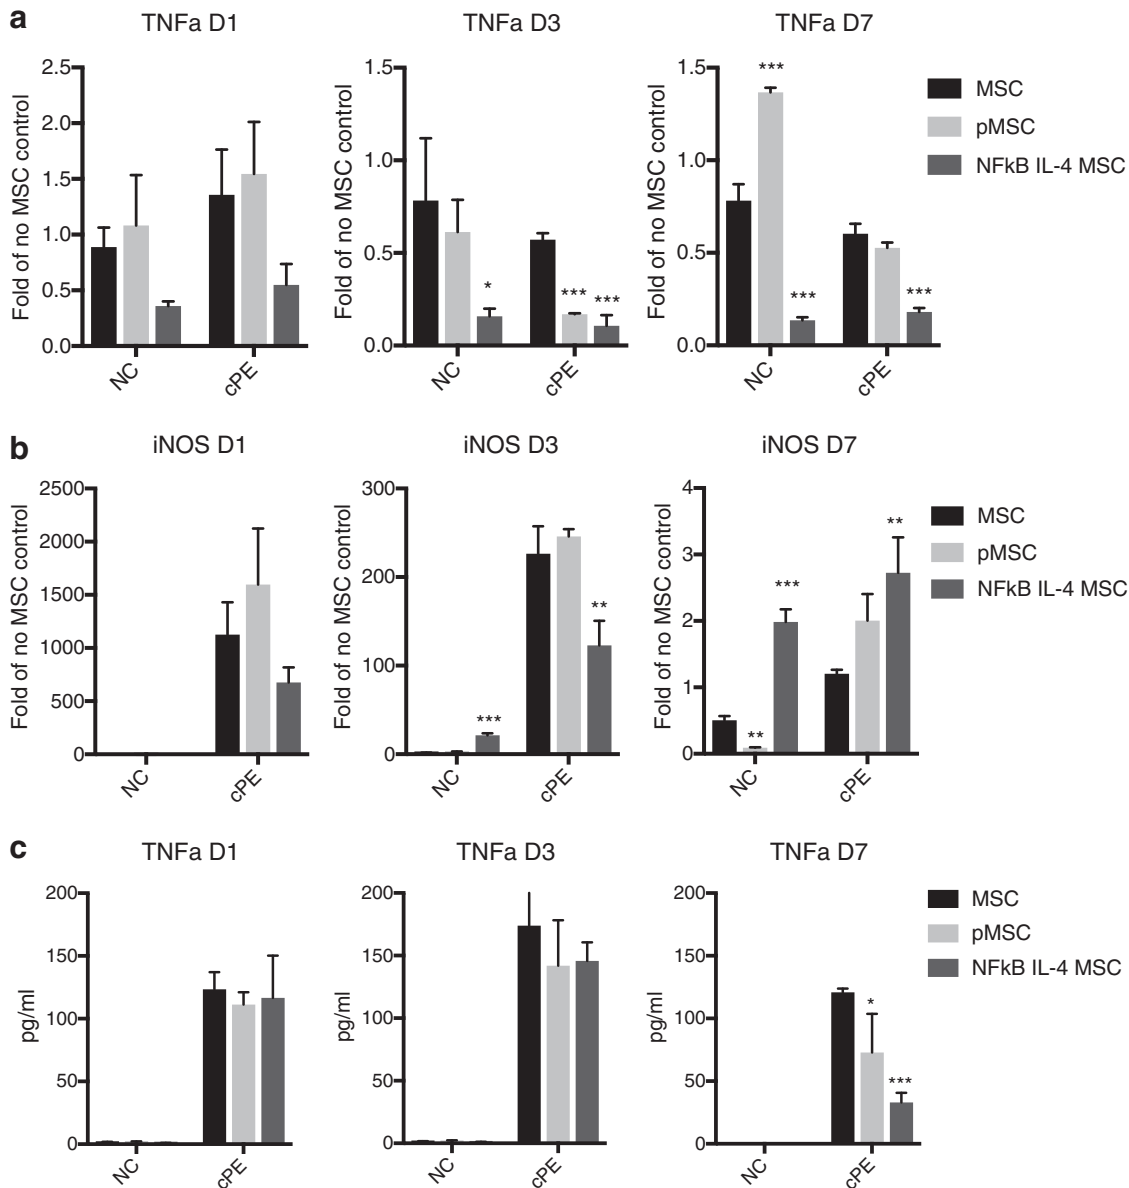 a
TNFa D1
TNFa D3
TNFa D7
Fold of no MSC control
2.5
2.0
1.5
1.0
0.5
0.0
NC
cPE
Fold of no MSC control
1.5
1.0
0.5
0.0
*
***
***
NC
cPE
Fold of no MSC control
1.5
1.0
0.5
0.0
***
***
***
NC
cPE
MSC
pMSC
NFkB IL-4 MSC
b
iNOS D1
iNOS D3
iNOS D7
Fold of no MSC control
2500
2000
1500
1000
500
0
NC
cPE
Fold of no MSC control
300
200
100
0
***
**
NC
cPE
Fold of no MSC control
4
3
2
1
0
**
***
**
NC
cPE
MSC
pMSC
NFkB IL-4 MSC
c
TNFa D1
TNFa D3
TNFa D7
pg/ml
200
150
100
50
0
NC
cPE
pg/ml
200
150
100
50
0
NC
cPE
pg/ml
200
150
100
50
0
*
***
NC
cPE
MSC
pMSC
NFkB IL-4 MSC